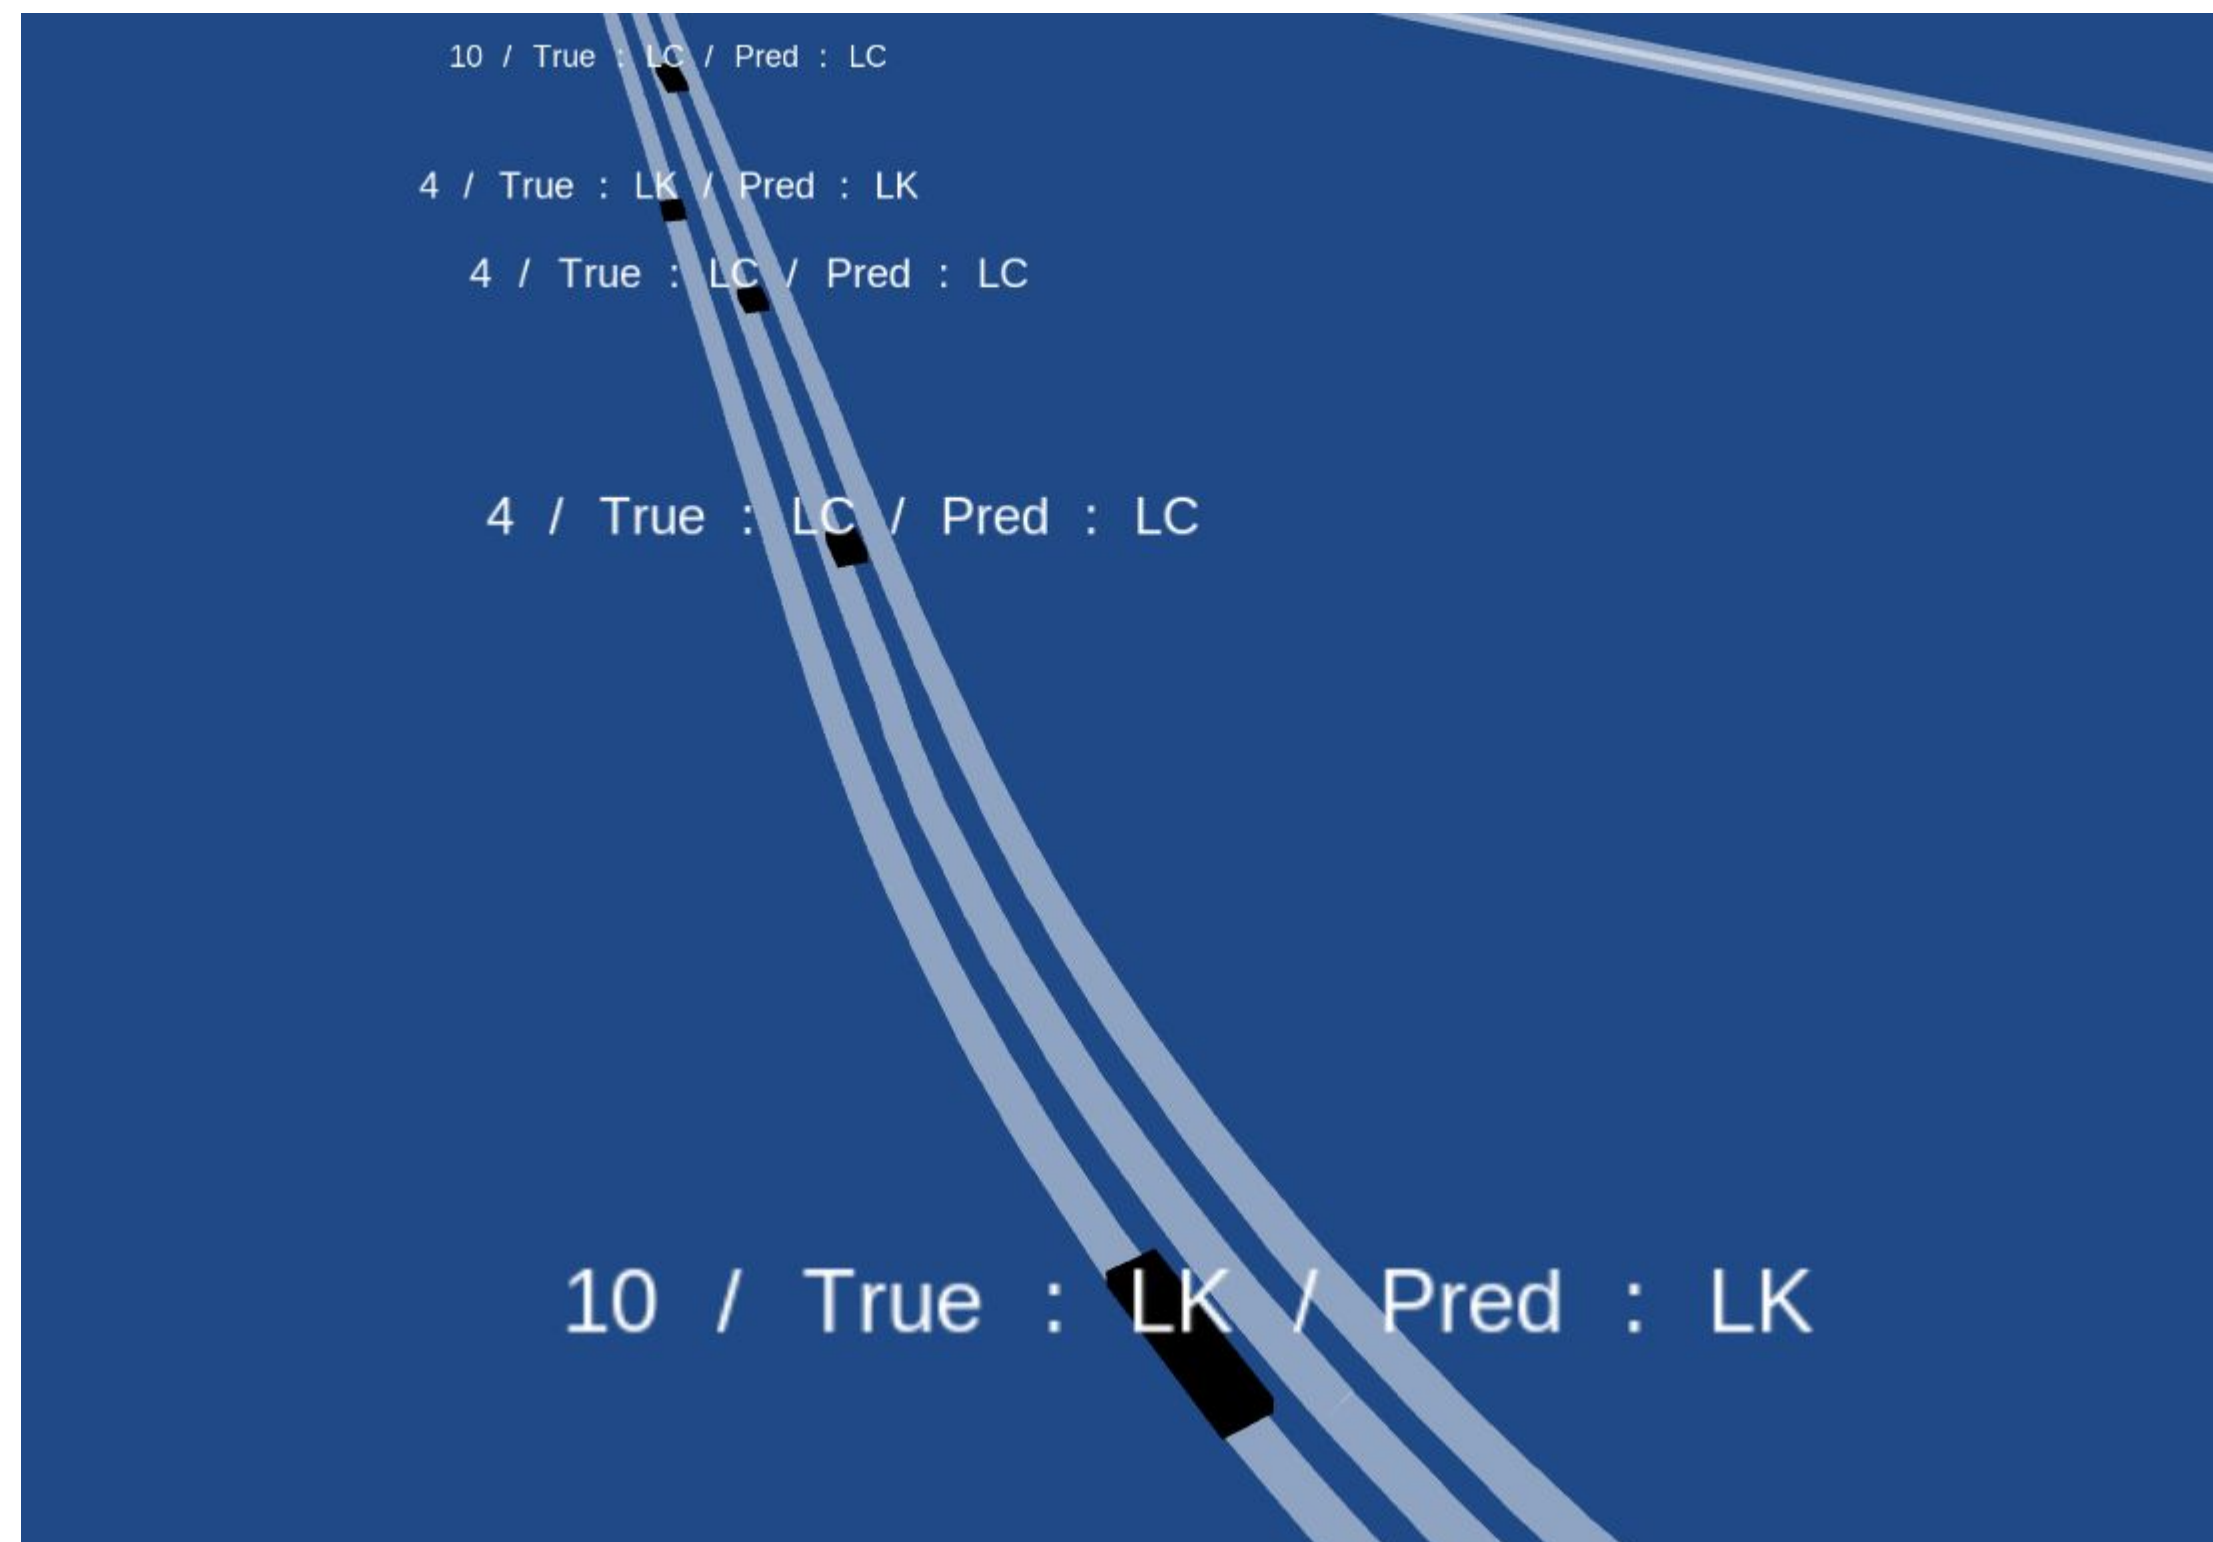 10 / True : LC / Pred : LC
4 / True : LK / Pred : LK
4 / True : LC / Pred : LC
4 / True : LC / Pred : LC
10 / True : LK / Pred : LK